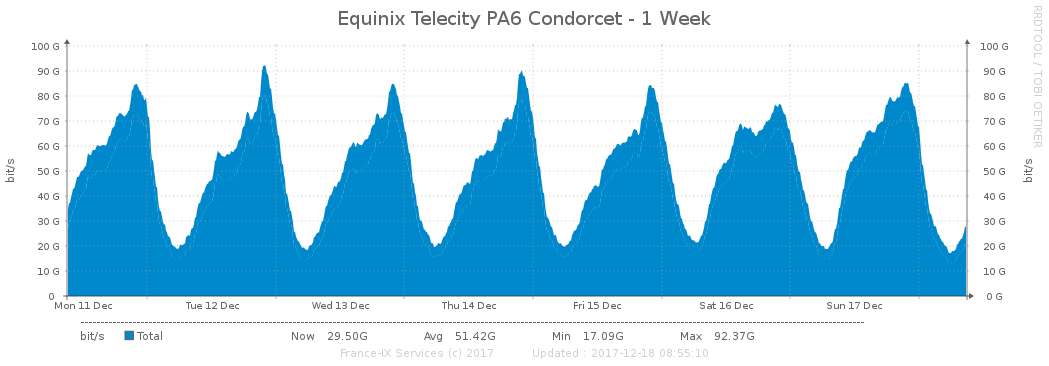 Equinix Telecity PA6 Condorcet - 1 Week
RRDTOOL / TOBI OETIKER
100 G 100 G
90 G 90 G
80 G 80 G
70 G 70 G
60 G 60 G
50 G 50 G
40 G 40 G
30 G 30 G
20 G 20 G
10 G 10 G
0 0 G
bit/s bit/s
Mon 11 Dec Tue 12 Dec Wed 13 Dec Thu 14 Dec Fri 15 Dec Sat 16 Dec Sun 17 Dec
bit/s Total Now 29.50G Avg 51.42G Min 17.09G Max 92.37G
France-IX Services (c) 2017 Updated : 2017-12-18 08:55:10